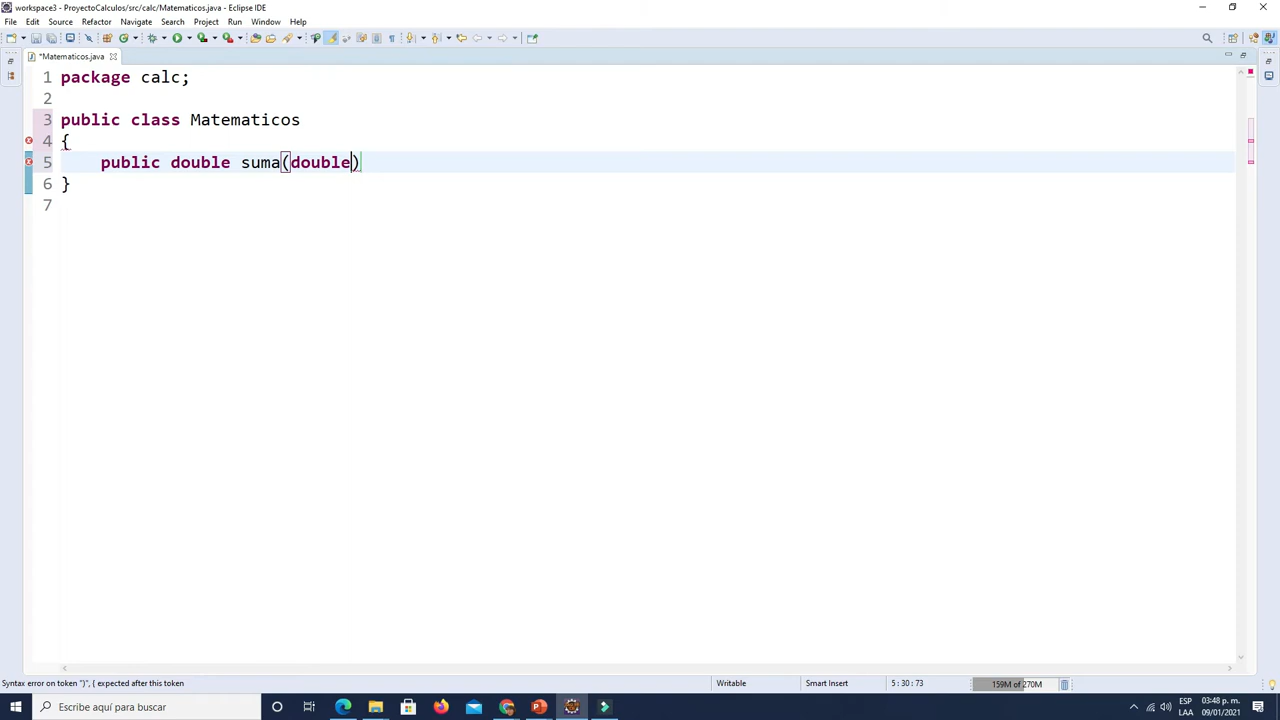 workspace3 - ProyectoCalculos/src/calc/Matematicos.java - Eclipse IDE
File Edit Source Refactor Navigate Search Project Run Window Help
*Matematicos.java
1 package calc;
2
3 public class Matematicos
4 {
5 public double suma(double)
6 }
7
Syntax error on token "}", { expected after this token Writable Smart Insert 5 : 30 : 73 159M of 270M
Escribe aquí para buscar ESP 03:48 p. m.
LAA 09/01/2021